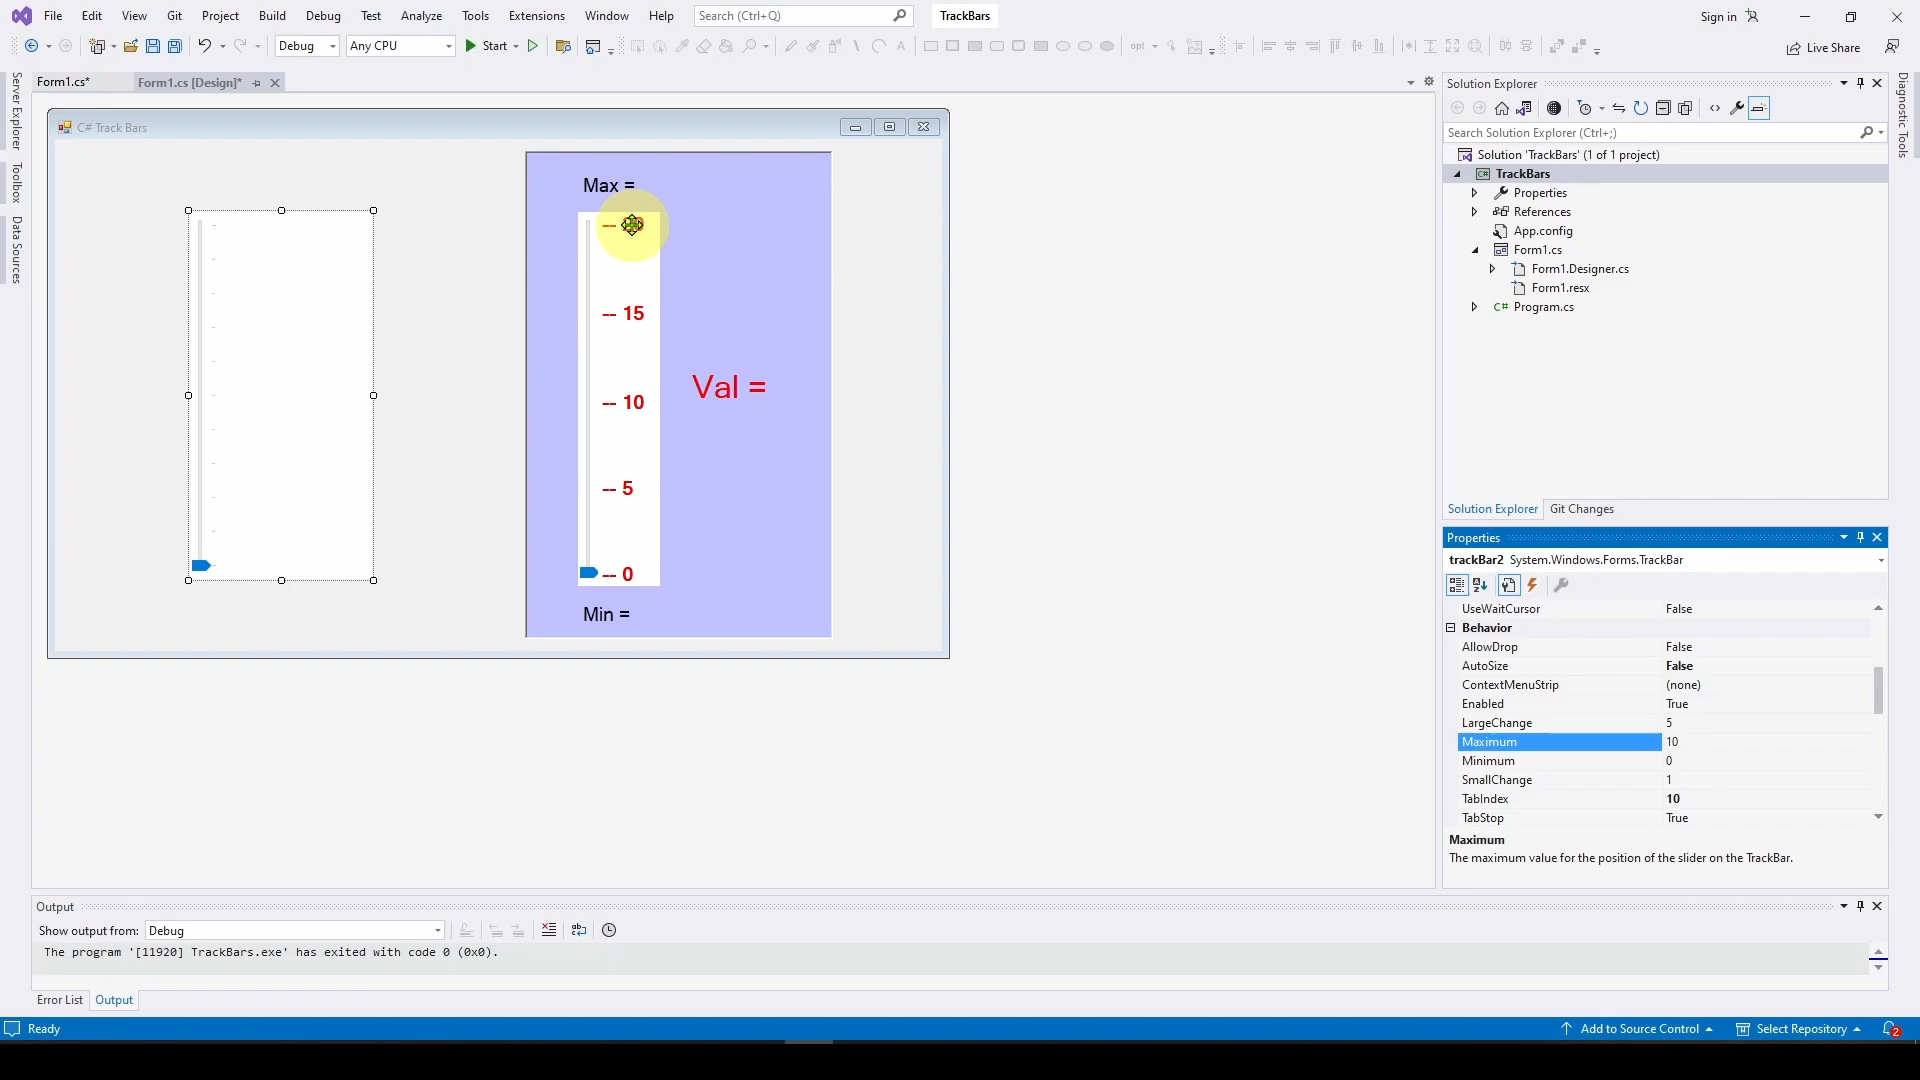 File Edit View Git Project Build Debug Test Analyze Tools Extensions Window Help Search (Ctrl+Q) TrackBars Sign in
Debug Any CPU Start opt Live Share
Form1.cs* Form1.cs [Design]*
Server Explorer
Toolbox
Data Sources
C# Track Bars
Max =
--
-- 15
-- 10
-- 5
-- 0
Val =
Min =
Solution Explorer
Search Solution Explorer (Ctrl+;)
Solution 'TrackBars' (1 of 1 project)
C# TrackBars
Properties
References
App.config
Form1.cs
Form1.Designer.cs
Form1.resx
C# Program.cs
Solution Explorer Git Changes
Diagnostic Tools
Properties
trackBar2 System.Windows.Forms.TrackBar
UseWaitCursor False
Behavior
AllowDrop False
AutoSize False
ContextMenuStrip (none)
Enabled True
LargeChange 5
Maximum 10
Minimum 0
SmallChange 1
TabIndex 10
TabStop True
Maximum
The maximum value for the position of the slider on the TrackBar.
Output
Show output from: Debug
The program '[11920] TrackBars.exe' has exited with code 0 (0x0).
Error List Output
Ready Add to Source Control Select Repository 2